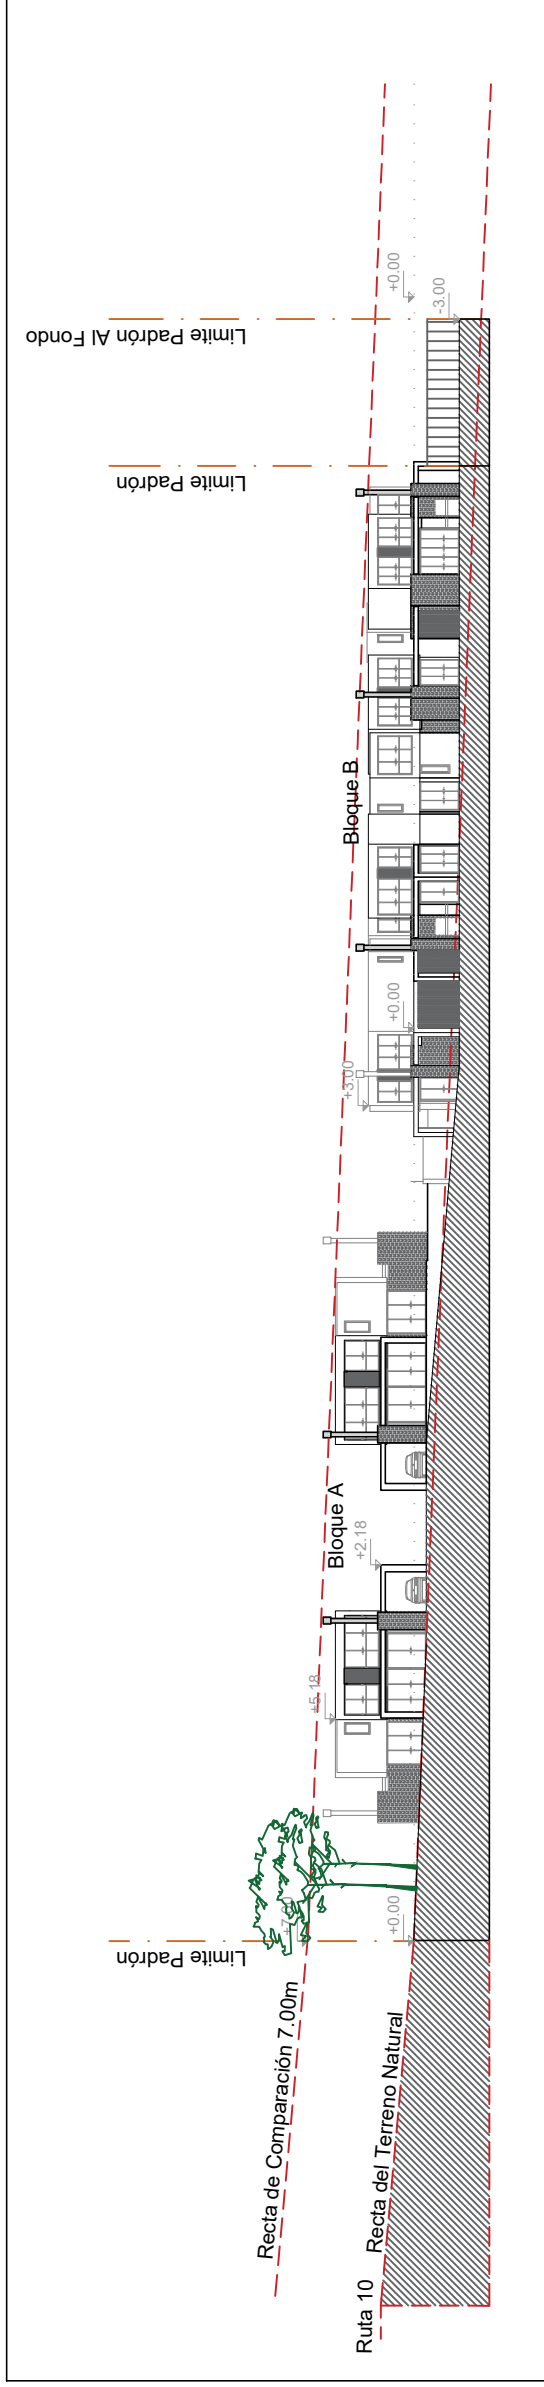 Limite Padrón Al Fondo
+0.00
-3.00
Limite Padrón
Bloque B
+0.00
+3.00
Bloque A
+2.18
+5.18
+0.00
Limite Padrón
Recta de Comparación 7.00m
Recta del Terreno Natural
Ruta 10